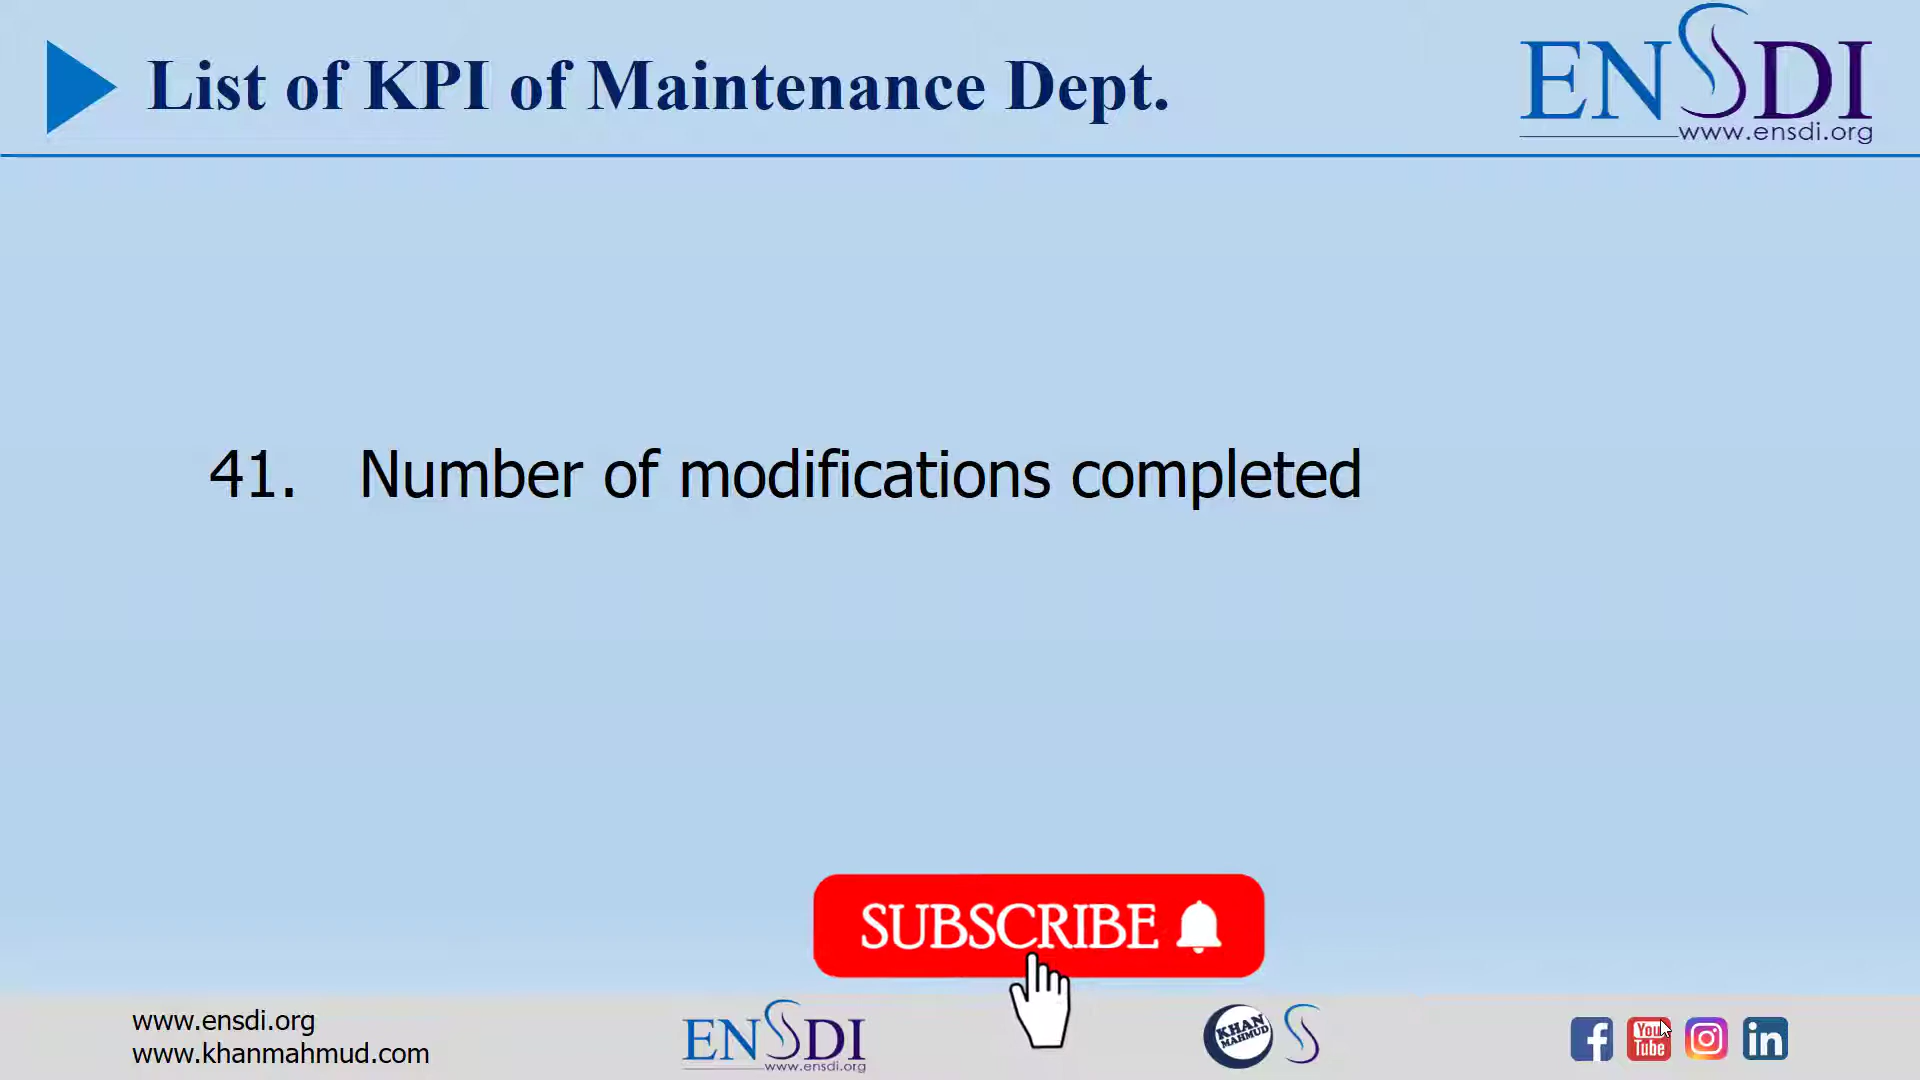 List of KPI of Maintenance Dept.
ENSDI
www.ensdi.org
41. Number of modifications completed
SUBSCRIBE
www.ensdi.org
www.khanmahmud.com
ENSDI
www.ensdi.org
KHAN
MAHMUD
You
Tube
in